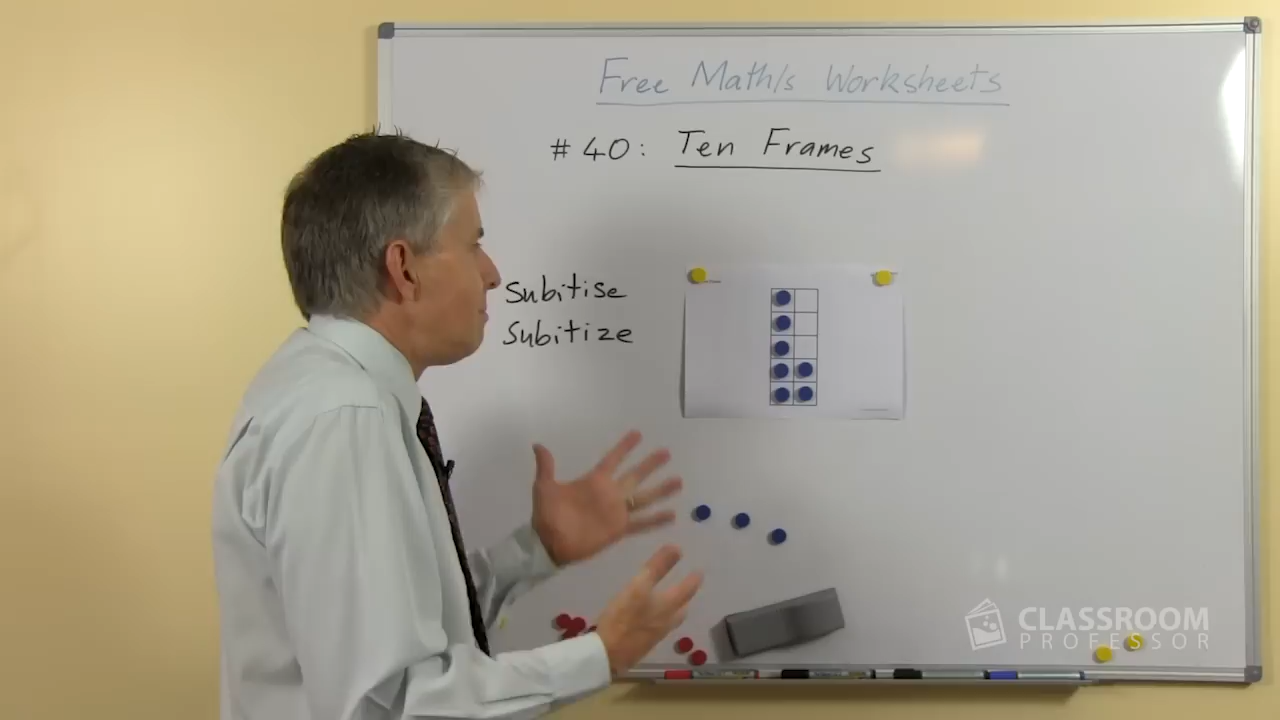 Free Math/s Worksheets
#40: Ten Frames
Subitise
Subitize
CLASSROOM
PROFESSOR